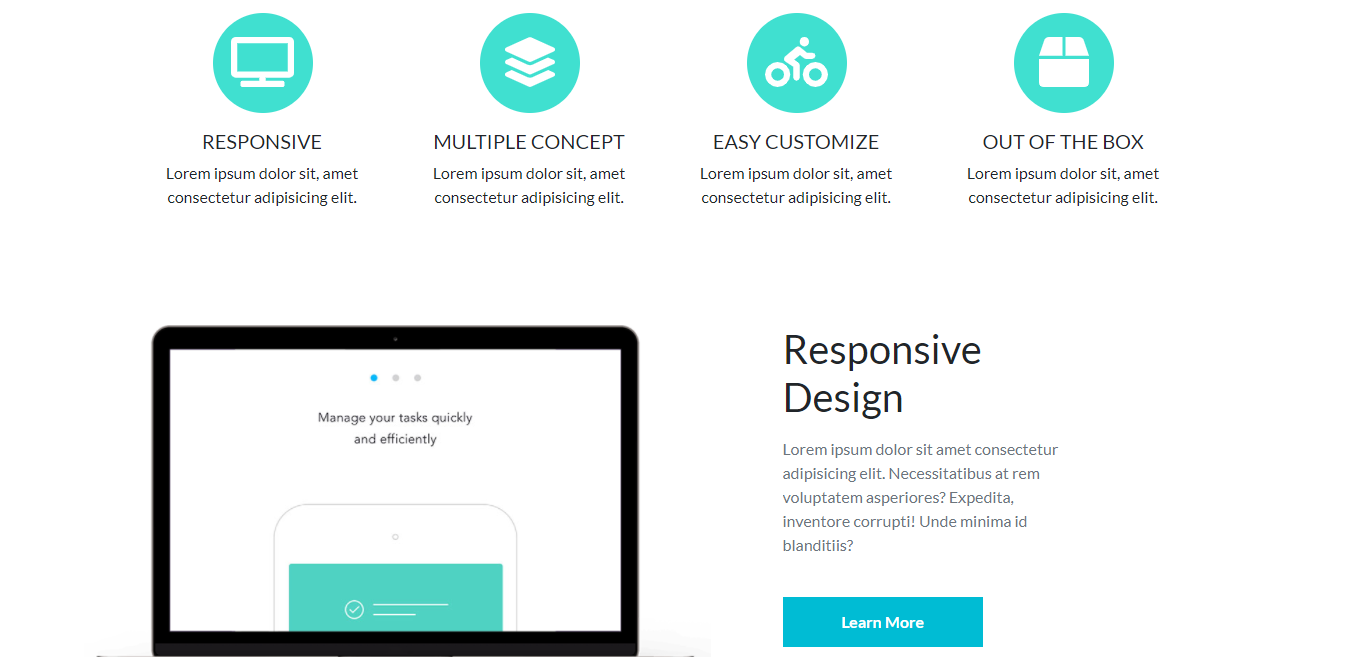 RESPONSIVE
Lorem ipsum dolor sit, amet
consectetur adipisicing elit.
MULTIPLE CONCEPT
Lorem ipsum dolor sit, amet
consectetur adipisicing elit.
EASY CUSTOMIZE
Lorem ipsum dolor sit, amet
consectetur adipisicing elit.
OUT OF THE BOX
Lorem ipsum dolor sit, amet
consectetur adipisicing elit.
Manage your tasks quickly
and efficiently
Responsive
Design
Lorem ipsum dolor sit amet consectetur
adipisicing elit. Necessitatibus at rem
voluptatem asperiores? Expedita,
inventore corrupti! Unde minima id
blanditiis?
Learn More